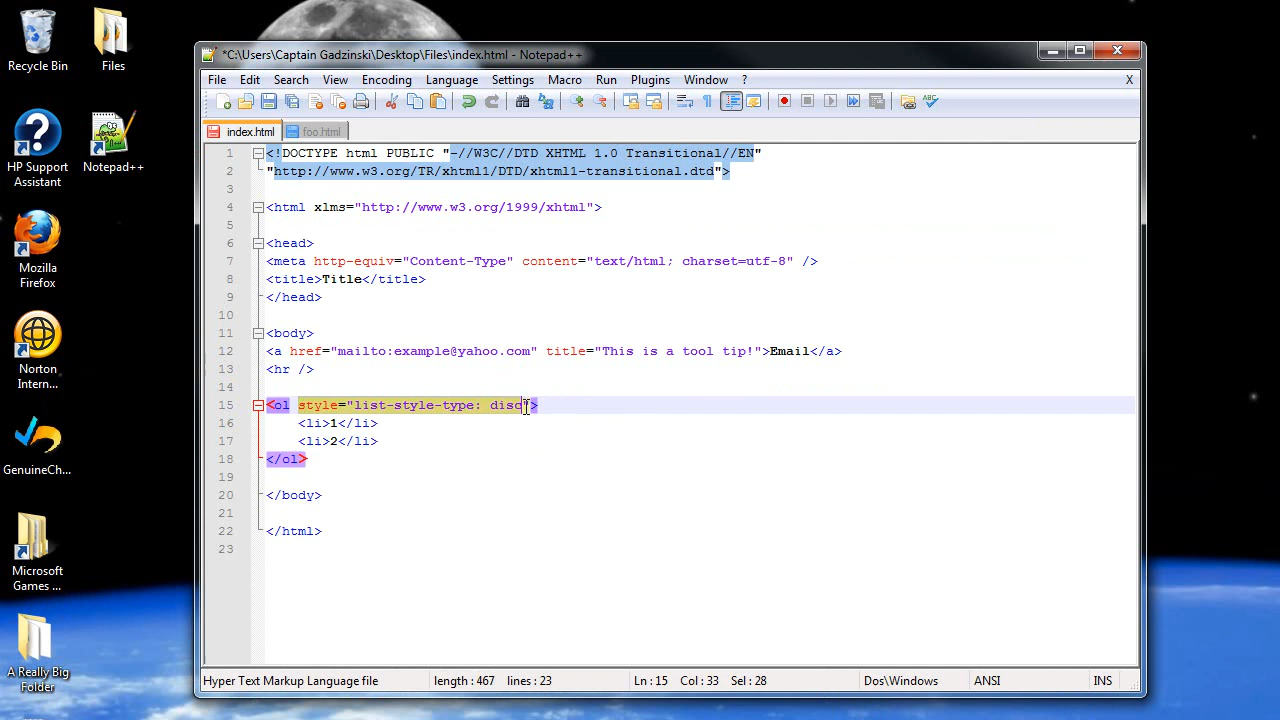 Recycle Bin
Files
HP Support
Assistant
Notepad++
Mozilla
Firefox
Norton
Intern...
GenuineCh...
Microsoft
Games ...
A Really Big
Folder
*C:\Users\Captain Gadzinski\Desktop\Files\index.html - Notepad++
File Edit Search View Encoding Language Settings Macro Run Plugins Window ? X
index.html foo.html
1 <!DOCTYPE html PUBLIC "-//W3C//DTD XHTML 1.0 Transitional//EN"
2 "http://www.w3.org/TR/xhtml1/DTD/xhtml1-transitional.dtd">
3
4 <html xlms="http://www.w3.org/1999/xhtml">
5
6 <head>
7 <meta http-equiv="Content-Type" content="text/html; charset=utf-8" />
8 <title>Title</title>
9 </head>
10
11 <body>
12 <a href="mailto:example@yahoo.com" title="This is a tool tip!">Email</a>
13 <hr />
14
15 <ol style="list-style-type: disc">
16 <li>1</li>
17 <li>2</li>
18 </ol>
19
20 </body>
21
22 </html>
23
Hyper Text Markup Language file length : 467 lines : 23 Ln : 15 Col : 33 Sel : 28 Dos\Windows ANSI INS